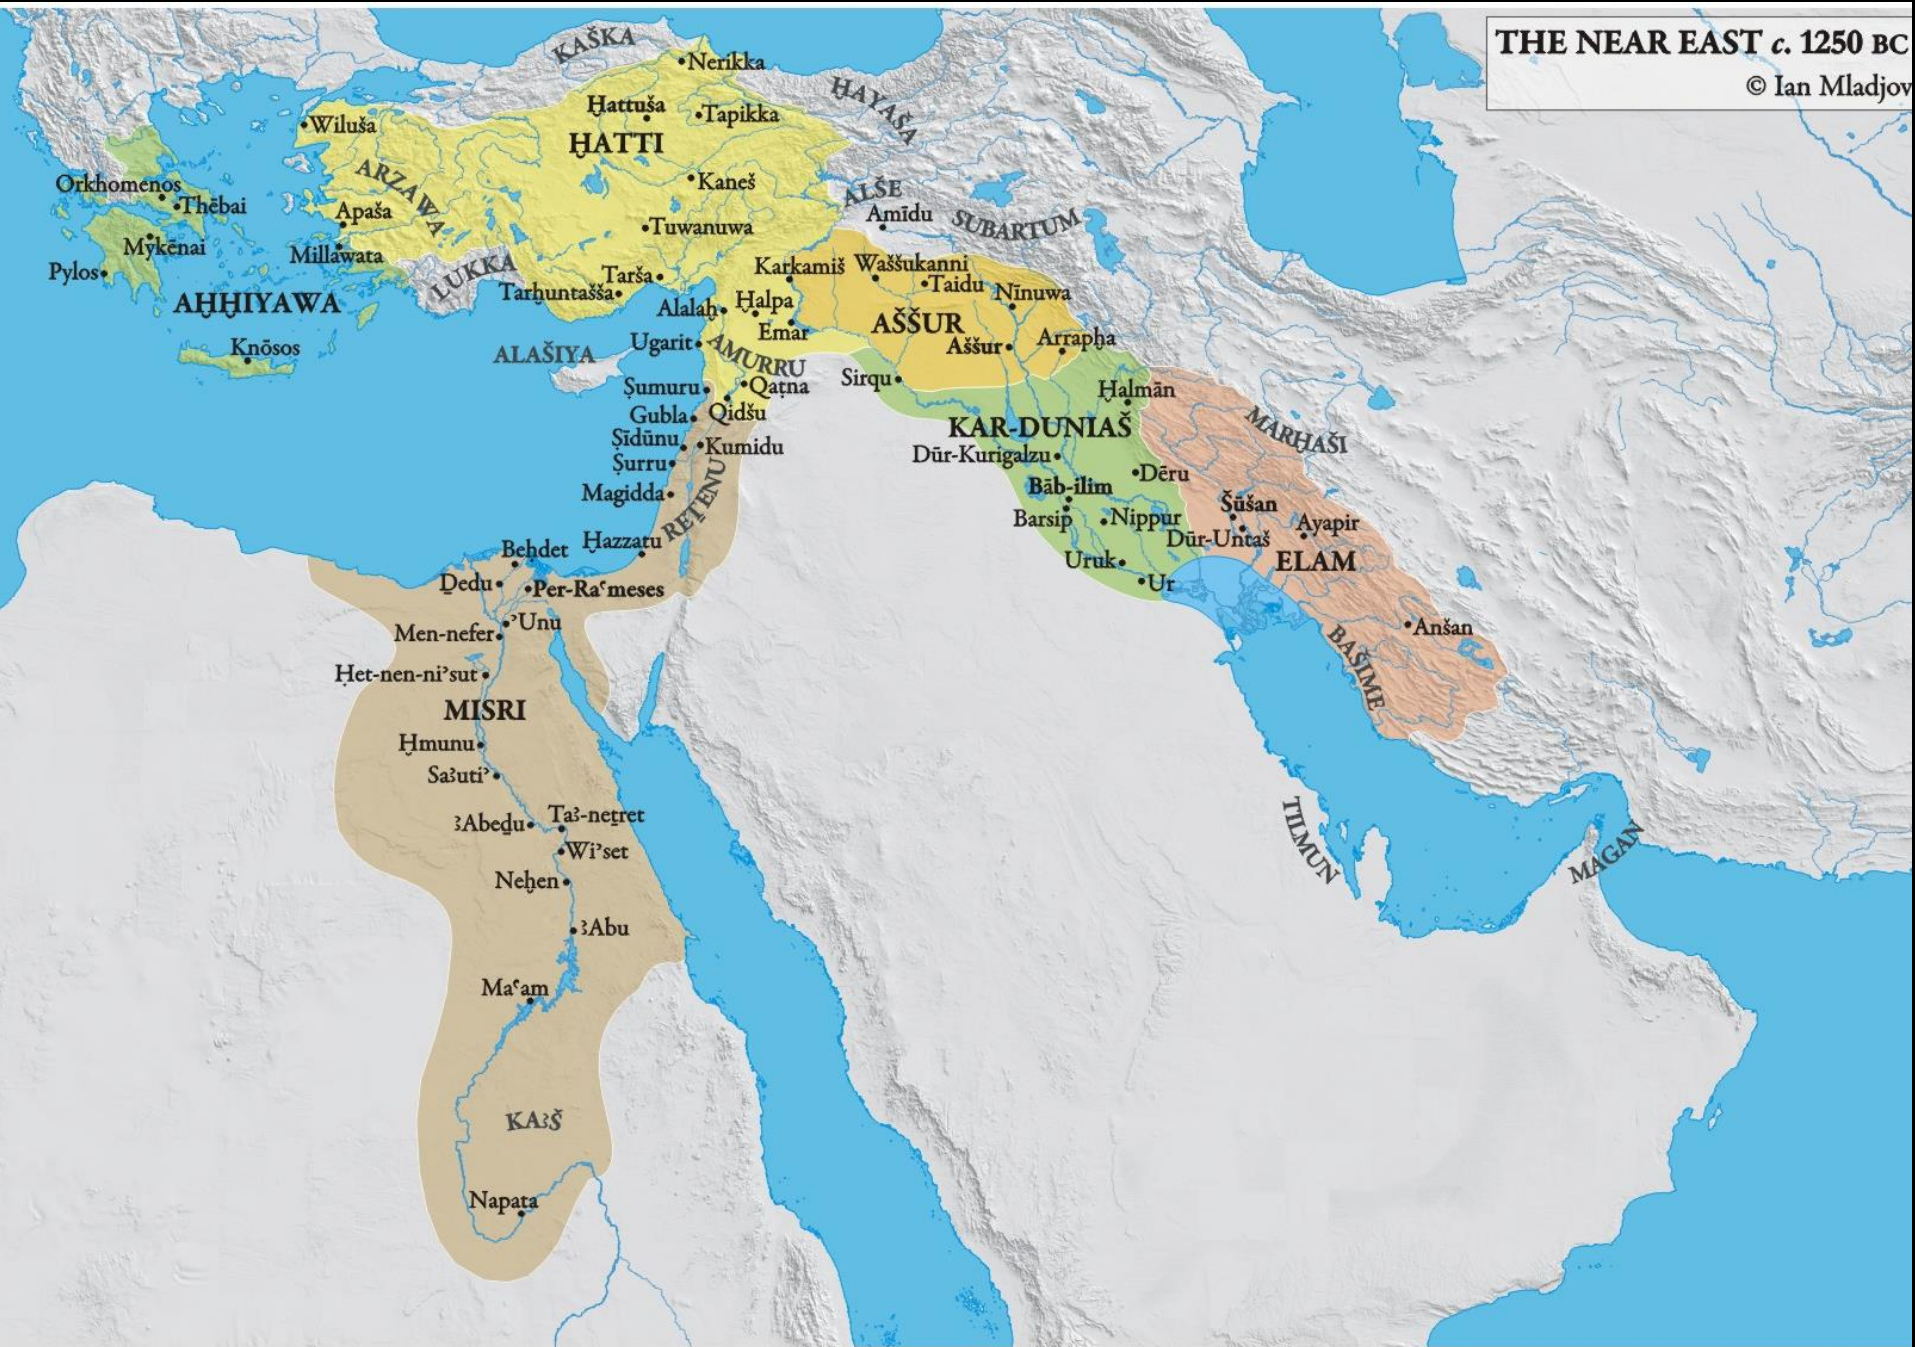 THE NEAR EAST c. 1250 BC
© Ian Mladjov
KAŠKA
Nerikka
ḪAYAŠA
Ḫattuša
Tapikka
ḪATTI
Wiluša
ARZAWA
Kaneš
ALŠE
Amīdu
SUBARTUM
Orkhomenos
Thēbai
Apaša
Tuwanuwa
Mykēnai
Millawata
Pylos
LUKKA
Tarša
Karkamiš
Waššukanni
Taidu
Nīnuwa
AḪḪIYAWA
Tarḫuntašša
Alalaḫ
Ḫalpa
Emar
AŠŠUR
Aššur
Arrapḫa
Knōsos
ALAŠIYA
Ugarit
AMURRU
Sirqu
Ḫalmān
Ṣumuru
Qaṭna
Gubla
Qidšu
KAR-DUNIAŠ
MARḪAŠI
Ṣīdūnu
Kumidu
Dūr-Kurigalzu
Ṣurru
Dēru
Magidda
REṮENU
Bāb-ilim
Šūšan
Barsip
Nippur
Ayapir
Dūr-Untaš
Ḫazzatu
Behdet
Uruk
ELAM
Ḏedu
Per-Raʿmeses
Ur
ʾUnu
Men-nefer
Anšan
BAŠIME
Ḥet-nen-niʾsut
MISRI
Ḫmunu
Saꜣutiʾ
TILMUN
ꜣAbeḏu
Taꜣ-neṯret
MAGAN
Wiʾset
Neḫen
ꜣAbu
Maʿam
KAꜣŠ
Napata